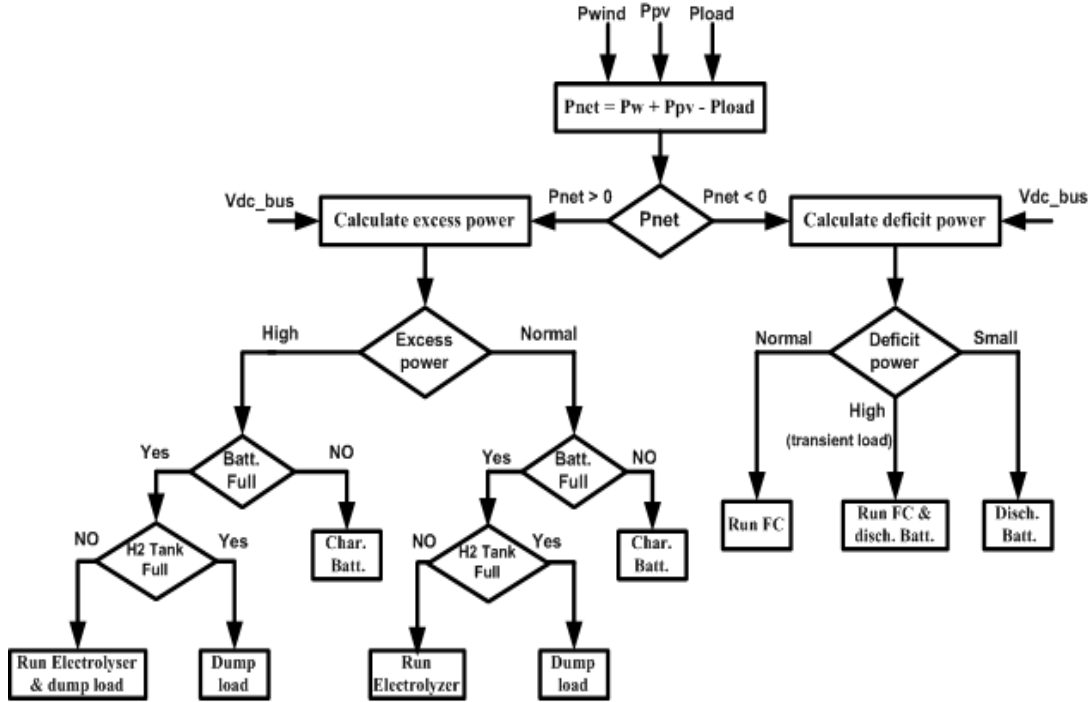 Pwind Ppv Pload
Pnet = Pw + Ppv - Pload
Pnet > 0
Pnet < 0
Vdc_bus
Calculate excess power
Pnet
Calculate deficit power
Vdc_bus
High
Excess
power
Normal
Normal
Deficit
power
Small
High
(transient load)
Yes
Batt.
Full
NO
Yes
Batt.
Full
NO
Run FC
Run FC &
disch. Batt.
Disch.
Batt.
NO
H2 Tank
Full
Yes
Char.
Batt.
NO
H2 Tank
Full
Yes
Char.
Batt.
Run Electrolyser
& dump load
Dump
load
Run
Electrolyzer
Dump
load